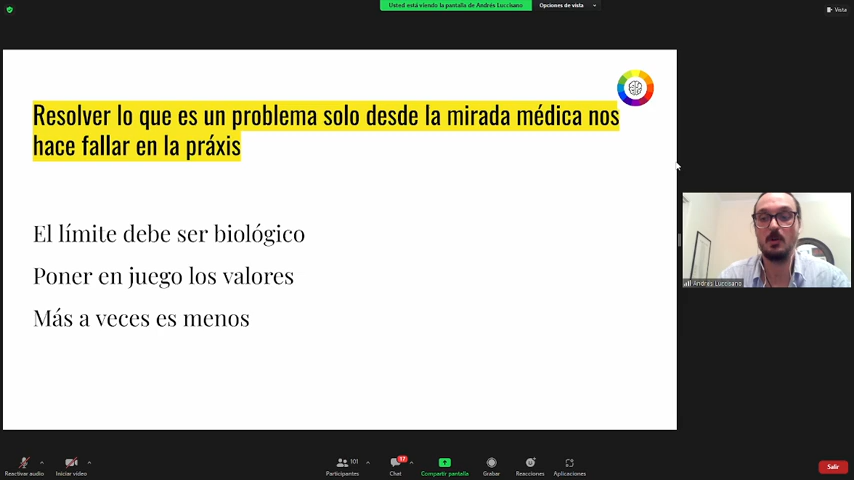 Usted está viendo la pantalla de Andrés Luccisano
Opciones de vista
Vista
Resolver lo que es un problema solo desde la mirada médica nos
hace fallar en la práxis
El límite debe ser biológico
Poner en juego los valores
Más a veces es menos
Andrés Luccisano
Reactivar audio
Iniciar video
101
Participantes
17
Chat
Compartir pantalla
Grabar
Reacciones
Aplicaciones
Salir